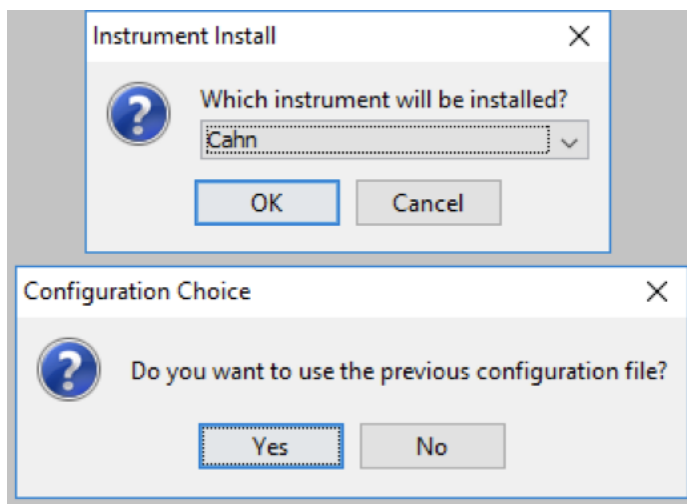 Instrument Install
Which instrument will be installed?
Cahn
OK Cancel
Configuration Choice
Do you want to use the previous configuration file?
Yes No